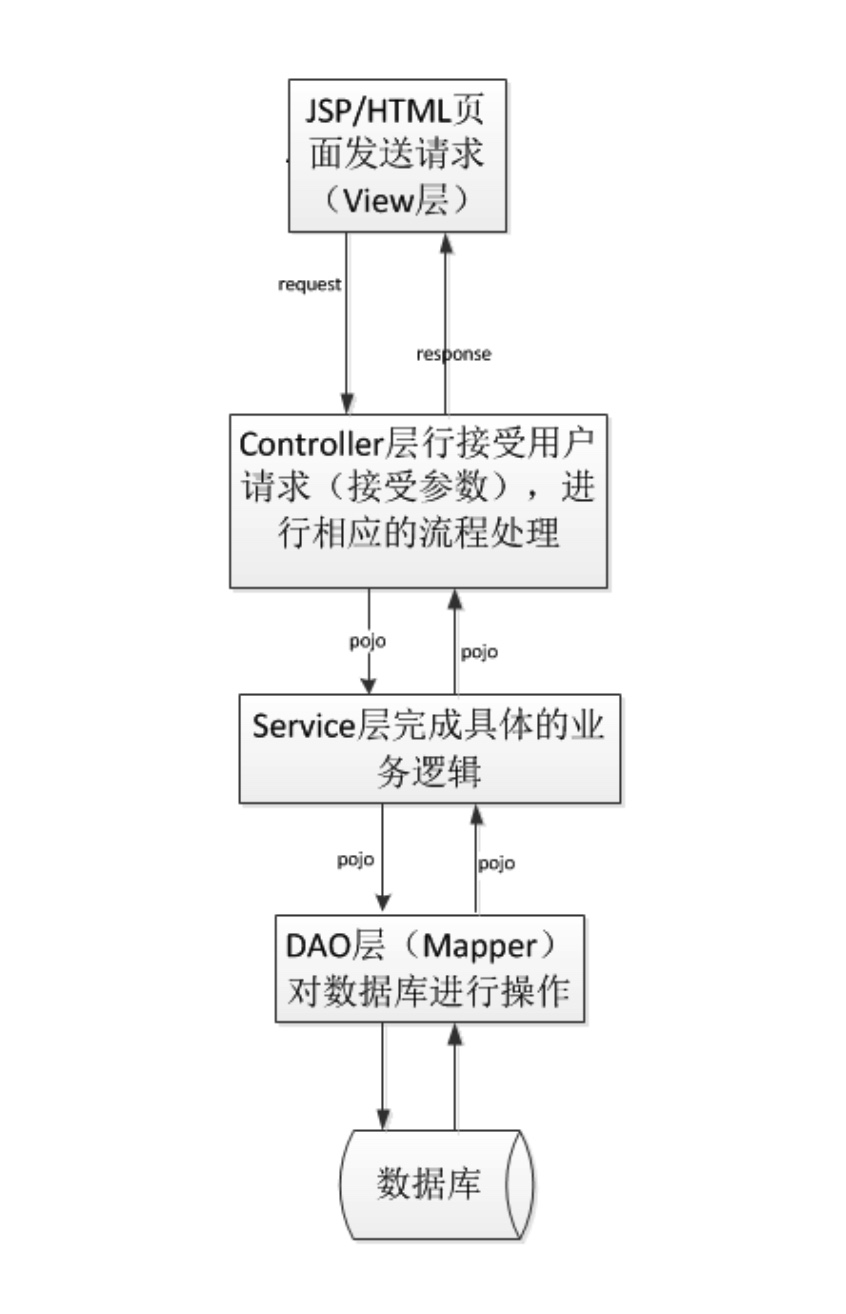 JSP/HTML页
面发送请求
（View层）
request
response
Controller层行接受用户
请求（接受参数），进
行相应的流程处理
pojo
pojo
Service层完成具体的业
务逻辑
pojo
pojo
DAO层（Mapper）
对数据库进行操作
数据库